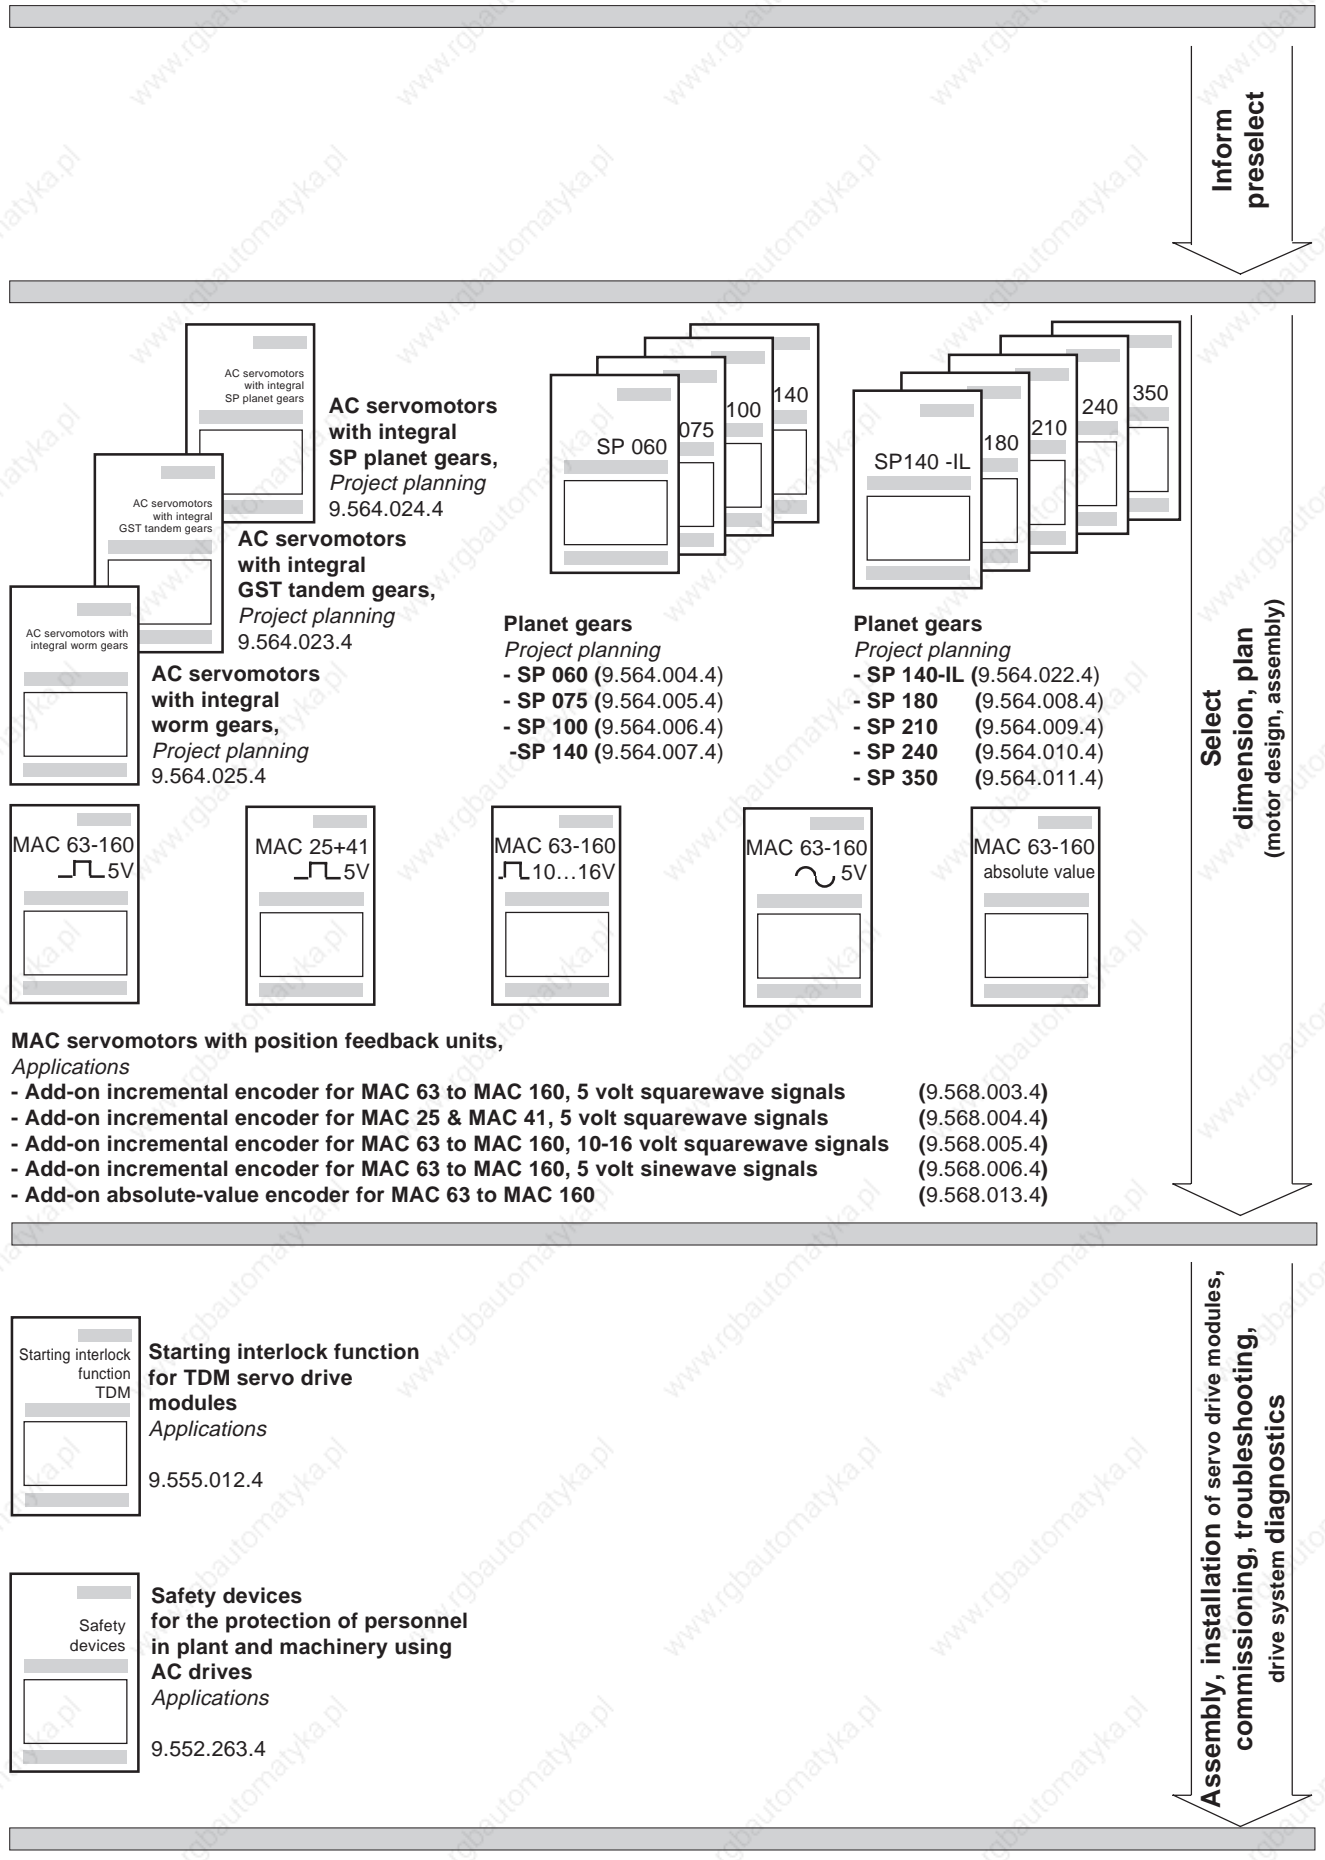 Inform
preselect
AC servomotors
with integral
SP planet gears
AC servomotors
with integral
SP planet gears,
Project planning
9.564.024.4
AC servomotors
with integral
GST tandem gears
AC servomotors
with integral
GST tandem gears,
Project planning
9.564.023.4
AC servomotors with
integral worm gears
AC servomotors
with integral
worm gears,
Project planning
9.564.025.4
SP 060
075
100
140
Planet gears
Project planning
- SP 060 (9.564.004.4)
- SP 075 (9.564.005.4)
- SP 100 (9.564.006.4)
-SP 140 (9.564.007.4)
SP140 -IL
180
210
240
350
Planet gears
Project planning
- SP 140-IL (9.564.022.4)
- SP 180 (9.564.008.4)
- SP 210 (9.564.009.4)
- SP 240 (9.564.010.4)
- SP 350 (9.564.011.4)
Select
dimension, plan
(motor design, assembly)
MAC 63-160
5V
MAC 25+41
5V
MAC 63-160
10...16V
MAC 63-160
5V
MAC 63-160
absolute value
MAC servomotors with position feedback units,
Applications
- Add-on incremental encoder for MAC 63 to MAC 160, 5 volt squarewave signals (9.568.003.4)
- Add-on incremental encoder for MAC 25 & MAC 41, 5 volt squarewave signals (9.568.004.4)
- Add-on incremental encoder for MAC 63 to MAC 160, 10-16 volt squarewave signals (9.568.005.4)
- Add-on incremental encoder for MAC 63 to MAC 160, 5 volt sinewave signals (9.568.006.4)
- Add-on absolute-value encoder for MAC 63 to MAC 160 (9.568.013.4)
Starting interlock
function
TDM
Starting interlock function
for TDM servo drive
modules
Applications
9.555.012.4
Safety
devices
Safety devices
for the protection of personnel
in plant and machinery using
AC drives
Applications
9.552.263.4
Assembly, installation of servo drive modules,
commissioning, troubleshooting,
drive system diagnostics
www.rgbautomatyka.pl